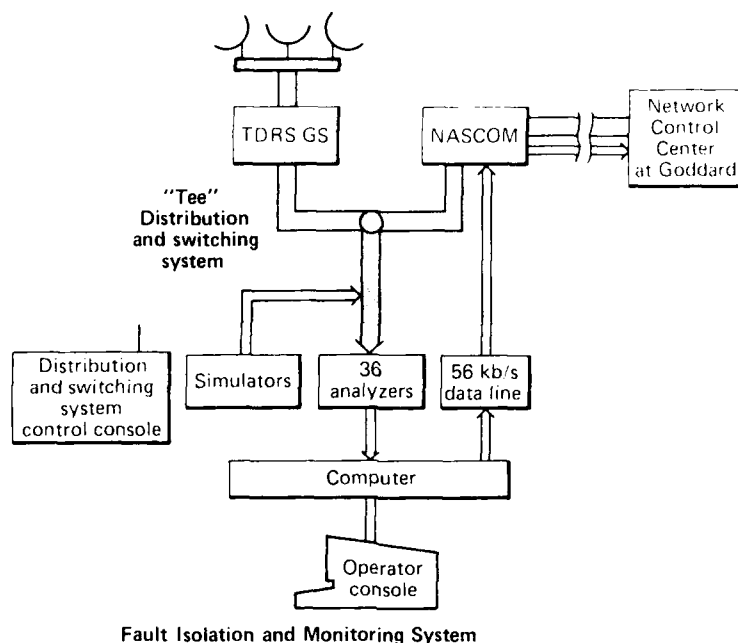 TDRS GS
NASCOM
Network
Control
Center
at Goddard
"Tee"
Distribution
and switching
system
Distribution
and switching
system
control console
Simulators
36
analyzers
56 kb/s
data line
Computer
Operator
console
Fault Isolation and Monitoring System